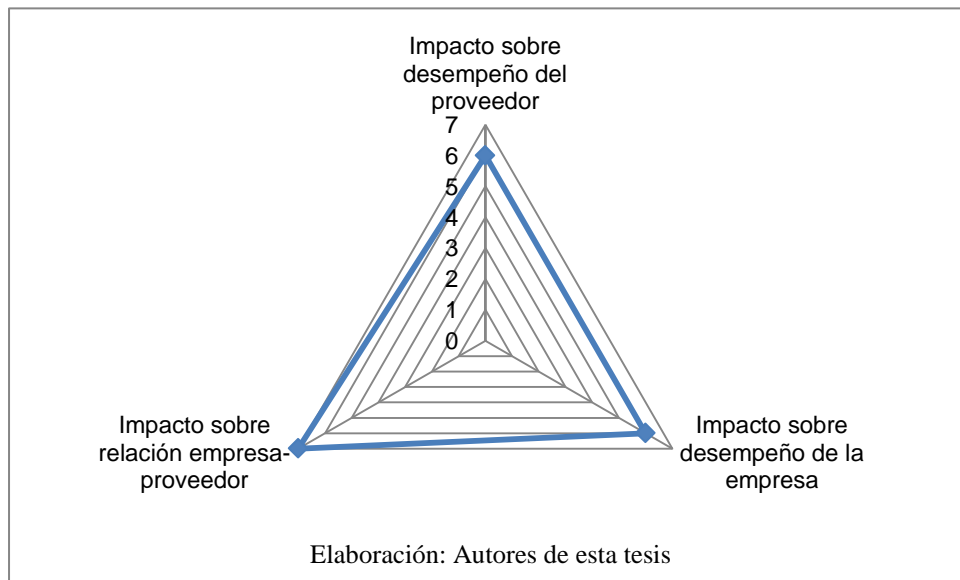 Impacto sobre
desempeño del
proveedor
7
6
5
4
3
2
1
0
Impacto sobre
relación empresa-
proveedor
Impacto sobre
desempeño de la
empresa
Elaboración: Autores de esta tesis